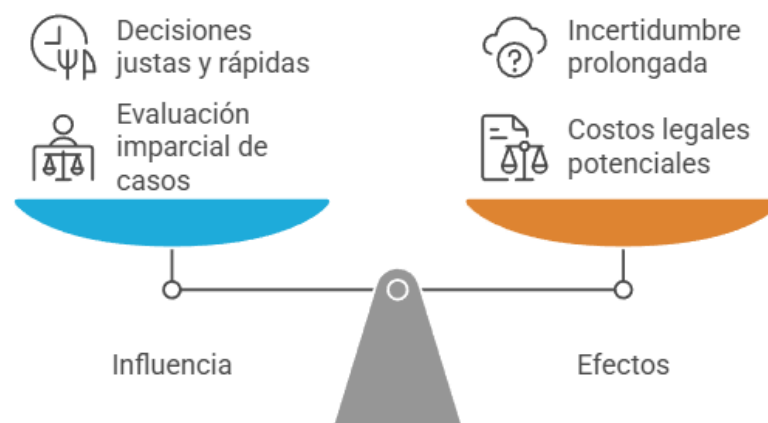 Decisiones
justas y rápidas
Evaluación
imparcial de
casos
Incertidumbre
prolongada
Costos legales
potenciales
Influencia
Efectos